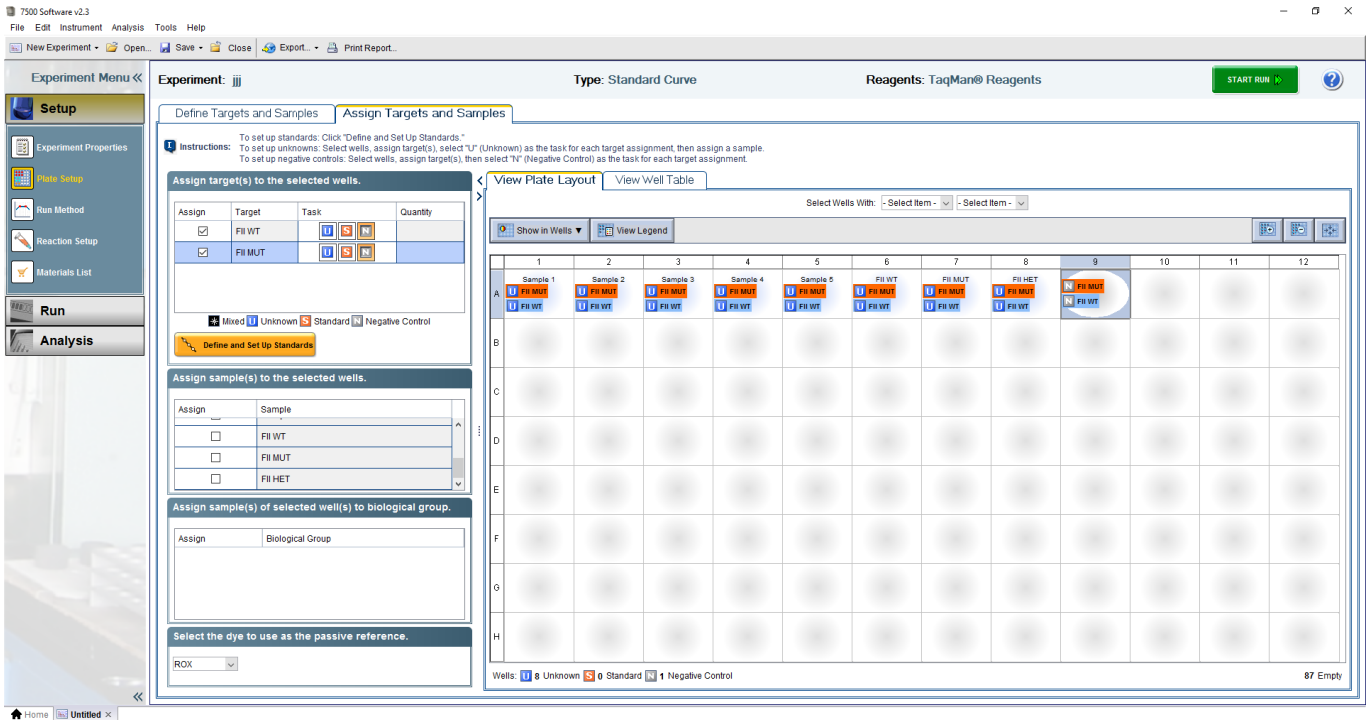 7500 Software v2.3
File Edit Instrument Analysis Tools Help
New Experiment Open... Save Close Export... Print Report...
Experiment Menu «
Experiment: jjj Type: Standard Curve Reagents: TaqMan® Reagents START RUN ?
Setup
Experiment Properties
Plate Setup
Run Method
Reaction Setup
Materials List
Run
Analysis
«
Define Targets and Samples Assign Targets and Samples
Instructions: To set up standards: Click "Define and Set Up Standards."
To set up unknowns: Select wells, assign target(s), select "U" (Unknown) as the task for each target assignment, then assign a sample.
To set up negative controls: Select wells, assign target(s), then select "N" (Negative Control) as the task for each target assignment.
Assign target(s) to the selected wells.
Assign Target Task Quantity
FII WT U S N
FII MUT U S N
Mixed U Unknown S Standard N Negative Control
Define and Set Up Standards
Assign sample(s) to the selected wells.
Assign Sample
FII WT
FII MUT
FII HET
Assign sample(s) of selected well(s) to biological group.
Assign Biological Group
Select the dye to use as the passive reference.
ROX
View Plate Layout View Well Table
Select Wells With: - Select Item - - Select Item -
Show in Wells ▼ View Legend
1 2 3 4 5 6 7 8 9 10 11 12
Sample 1 Sample 2 Sample 3 Sample 4 Sample 5 FII WT FII MUT FII HET
A U FII MUT U FII MUT U FII MUT U FII MUT U FII MUT U FII MUT U FII MUT U FII MUT N FII MUT
U FII WT U FII WT U FII WT U FII WT U FII WT U FII WT U FII WT U FII WT N FII WT
B
C
D
E
F
G
H
Wells: U 8 Unknown S 0 Standard N 1 Negative Control 87 Empty
Home Untitled ×